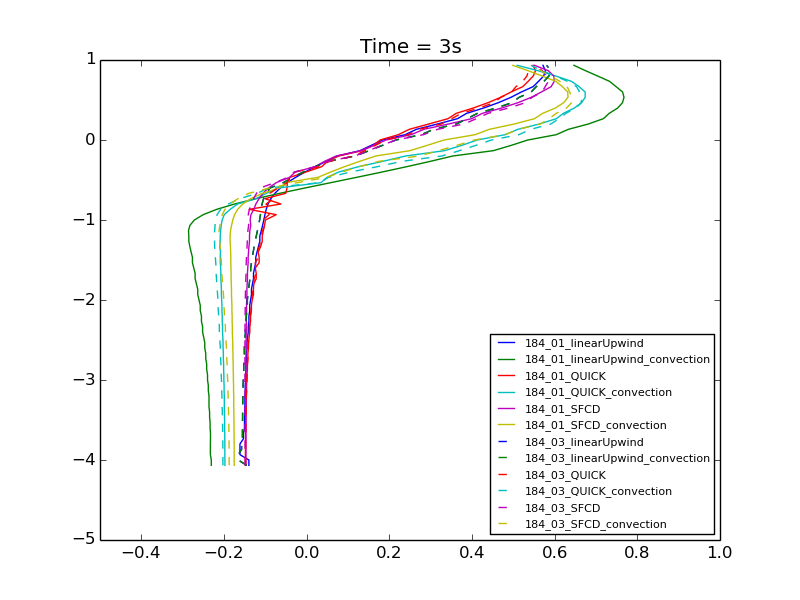 Time = 3s
1
0
−1
−2
−3
−4
−5
−0.4
−0.2
0.0
0.2
0.4
0.6
0.8
1.0
184_01_linearUpwind
184_01_linearUpwind_convection
184_01_QUICK
184_01_QUICK_convection
184_01_SFCD
184_01_SFCD_convection
184_03_linearUpwind
184_03_linearUpwind_convection
184_03_QUICK
184_03_QUICK_convection
184_03_SFCD
184_03_SFCD_convection